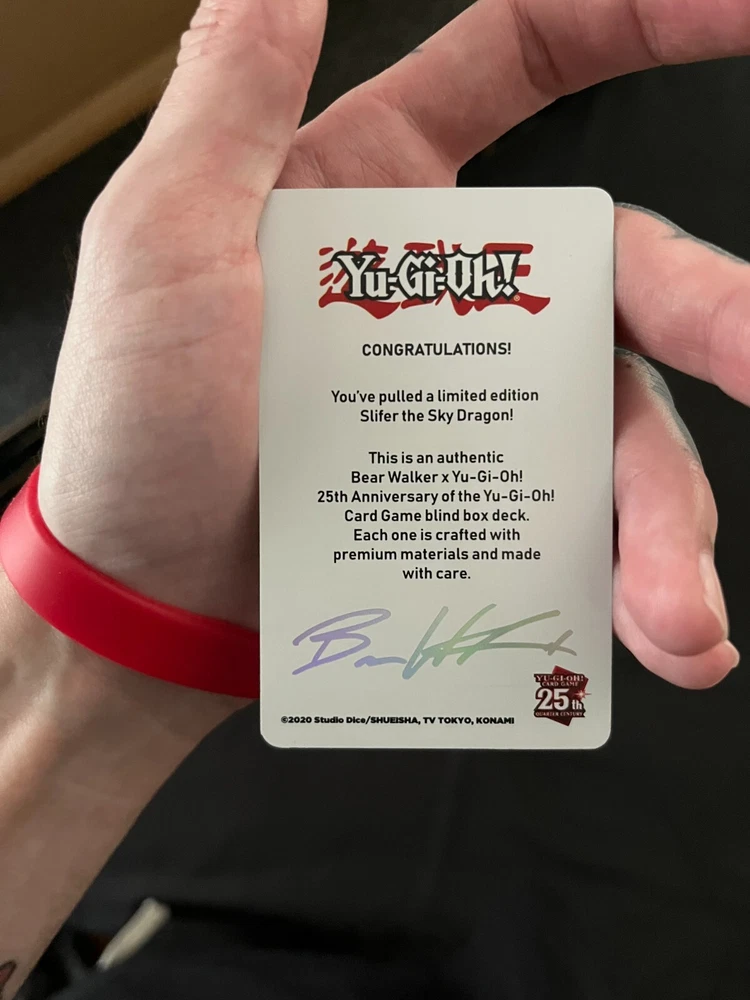 遊戯王
Yu-Gi-Oh!®
CONGRATULATIONS!
You've pulled a limited edition
Slifer the Sky Dragon!
This is an authentic
Bear Walker x Yu-Gi-Oh!
25th Anniversary of the Yu-Gi-Oh!
Card Game blind box deck.
Each one is crafted with
premium materials and made
with care.
YU-GI-OH!
CARD GAME
25th
QUARTER CENTURY
©2020 Studio Dice/SHUEISHA, TV TOKYO, KONAMI